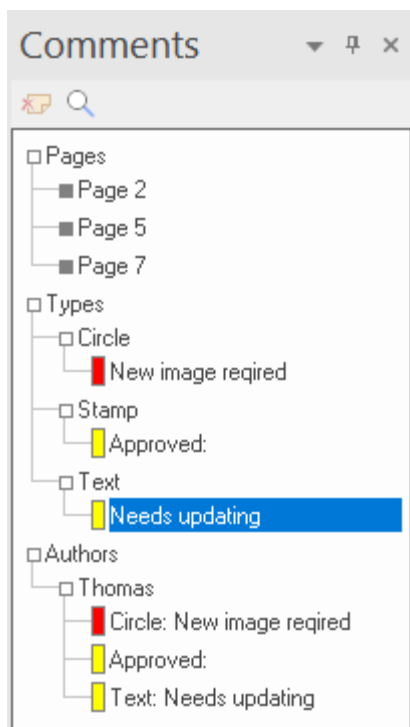 Comments
Pages
Page 2
Page 5
Page 7
Types
Circle
New image reqired
Stamp
Approved:
Text
Needs updating
Authors
Thomas
Circle: New image reqired
Approved:
Text: Needs updating